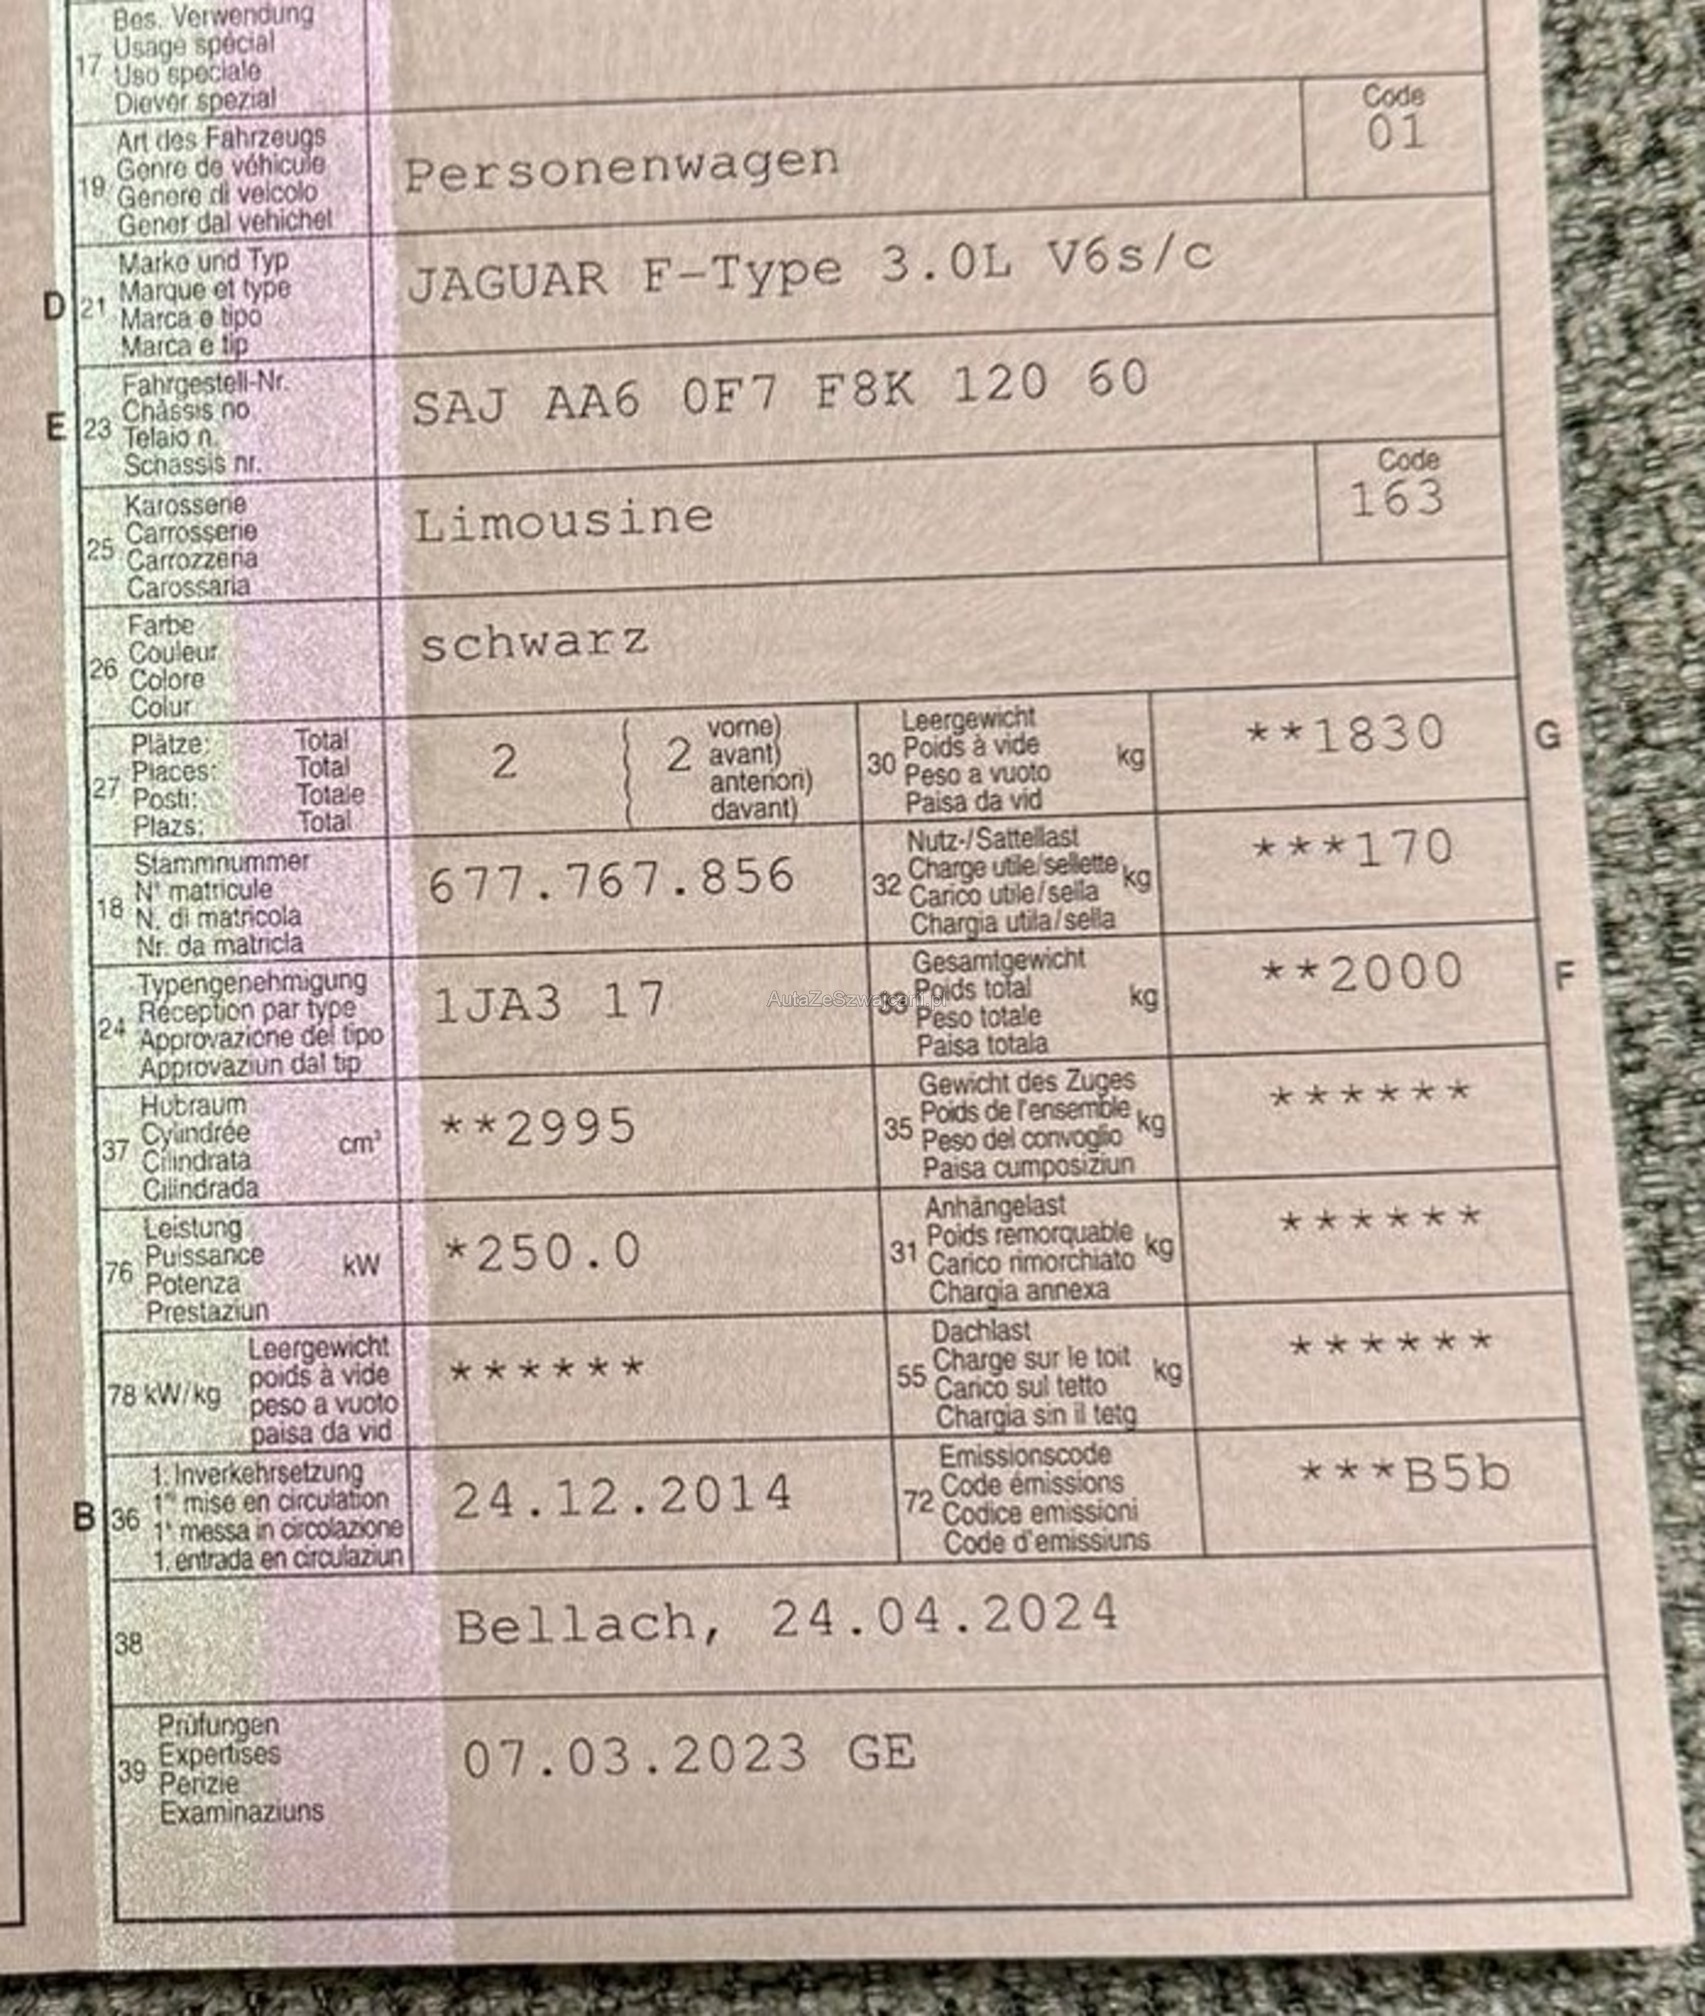 17 Bes. Verwendung
Usage spécial
Uso speciale
Diever spezial
19 Art des Fahrzeugs
Genre de véhicule
Genere di veicolo
Gener dal vehichel
Personenwagen
Code
01
D 21 Marke und Typ
Marque et type
Marca e tipo
Marca e tip
JAGUAR F-Type 3.0L V6s/c
E 23 Fahrgestell-Nr.
Châssis no
Telaio n.
Schassis nr.
SAJ AA6 0F7 F8K 120 60
25 Karosserie
Carrosserie
Carrozzeria
Carossaria
Limousine
Code
163
26 Farbe
Couleur
Colore
Colur
schwarz
27 Plätze: Total
Places: Total
Posti: Totale
Plazs: Total
2
2 vorne)
avant)
anteriori)
davant)
30 Leergewicht
Poids à vide kg
Peso a vuoto
Paisa da vid
**1830 G
18 Stammnummer
N° matricule
N. di matricola
Nr. da matricla
677.767.856
32 Nutz-/Sattellast
Charge utile/sellette kg
Carico utile/sella
Chargia utila/sella
***170
24 Typengenehmigung
Réception par type
Approvazione del tipo
Approvaziun dal tip
1JA3 17
AutaZeSzwajcarii.pl
33 Gesamtgewicht
Poids total kg
Peso totale
Paisa totala
**2000 F
37 Hubraum
Cylindrée cm³
Cilindrata
Cilindrada
**2995
35 Gewicht des Zuges
Poids de l'ensemble kg
Peso del convoglio
Paisa cumposiziun
******
76 Leistung
Puissance kW
Potenza
Prestaziun
*250.0
31 Anhängelast
Poids remorquable kg
Carico rimorchiato
Chargia annexa
******
78 kW/kg Leergewicht
poids à vide
peso a vuoto
paisa da vid
******
55 Dachlast
Charge sur le toit kg
Carico sul tetto
Chargia sin il tetg
******
B 36 1. Inverkehrsetzung
1re mise en circulation
1a messa in circolazione
1. entrada en circulaziun
24.12.2014
72 Emissionscode
Code émissions
Codice emissioni
Code d'emissiuns
***B5b
38
Bellach, 24.04.2024
39 Prüfungen
Expertises
Perizie
Examinaziuns
07.03.2023 GE